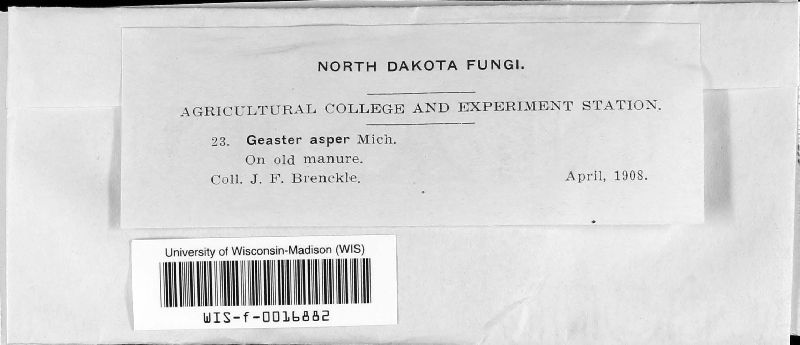 NORTH DAKOTA FUNGI.
AGRICULTURAL COLLEGE AND EXPERIMENT STATION.
23. Geaster asper Mich.
On old manure.
Coll. J. F. Brenckle. April, 1908.
University of Wisconsin-Madison (WIS)
WIS-f-0016882